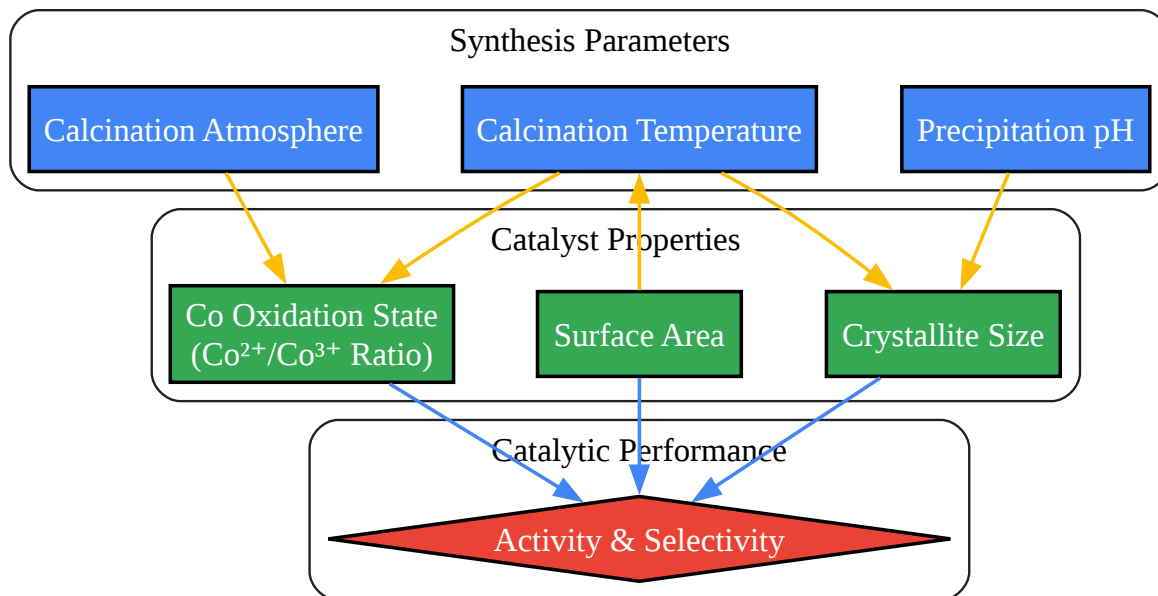 Synthesis Parameters
Calcination Atmosphere
Calcination Temperature
Precipitation pH
Catalyst Properties
Co Oxidation State
(Co²⁺/Co³⁺ Ratio)
Surface Area
Crystallite Size
Catalytic Performance
Activity & Selectivity